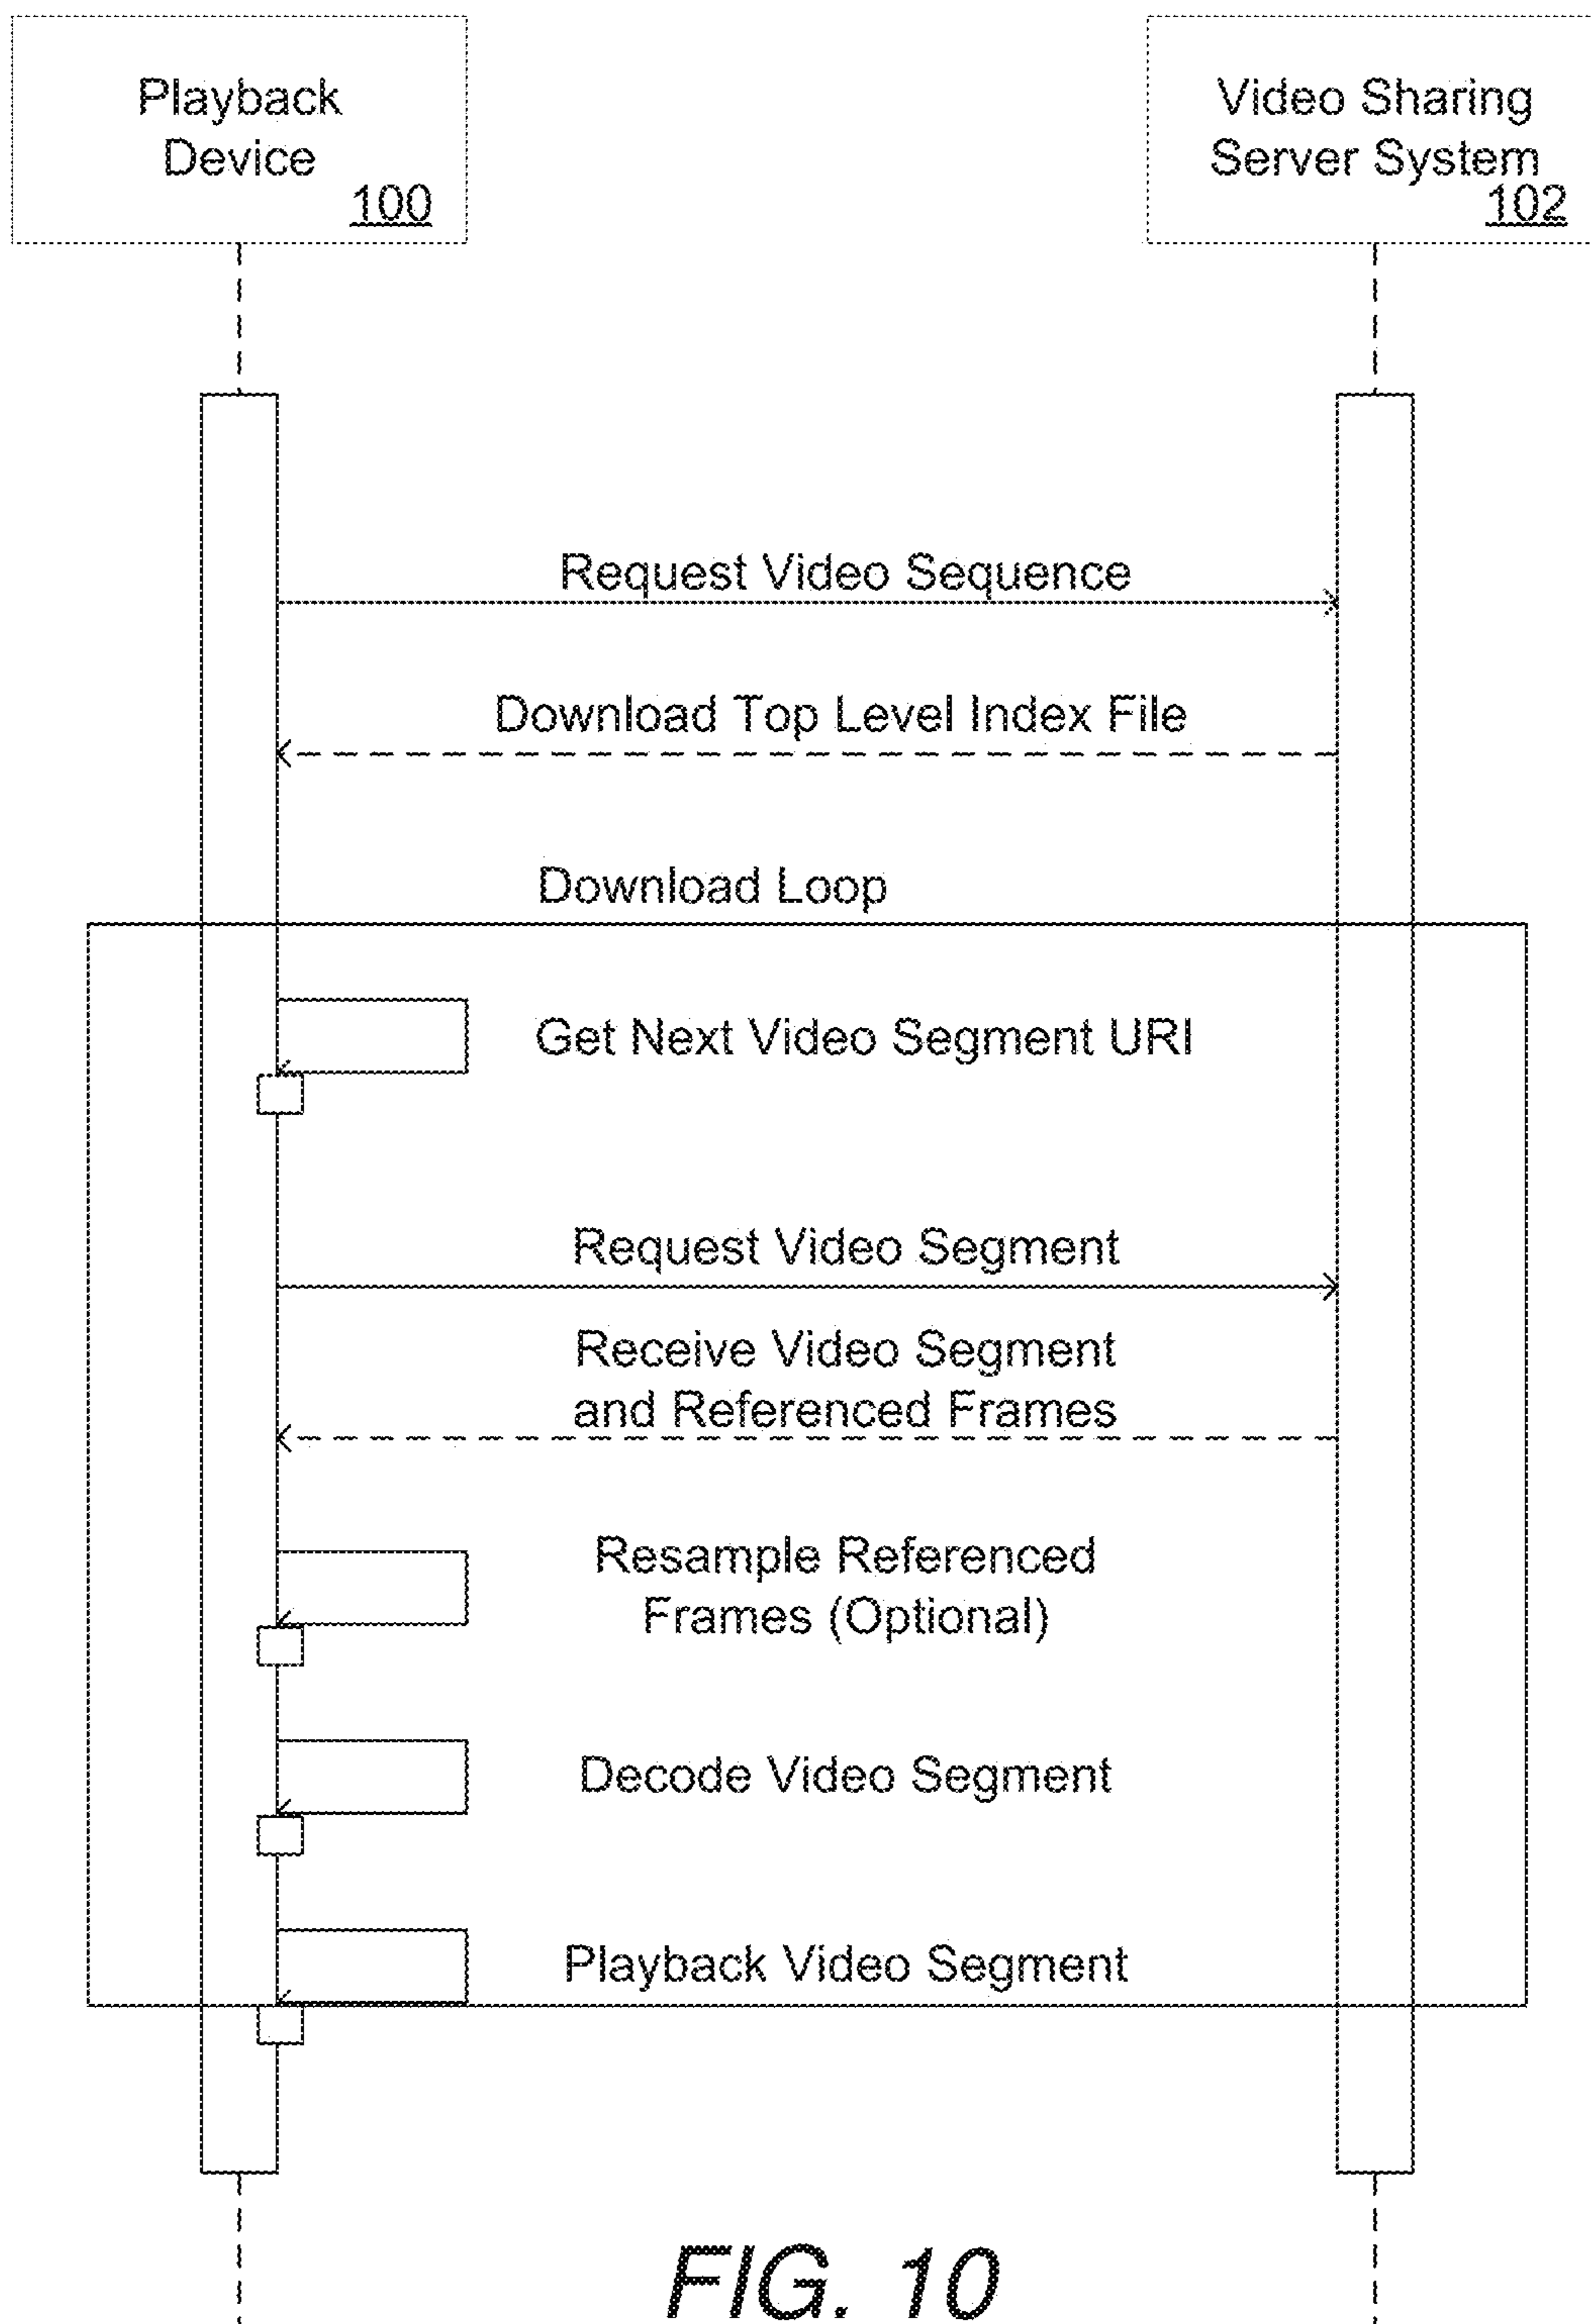 Playback
Device
100
Video Sharing
Server System
102
Request Video Sequence
Download Top Level Index File
Download Loop
Get Next Video Segment URI
Request Video Segment
Receive Video Segment
and Referenced Frames
Resample Referenced
Frames (Optional)
Decode Video Segment
Playback Video Segment
FIG. 10